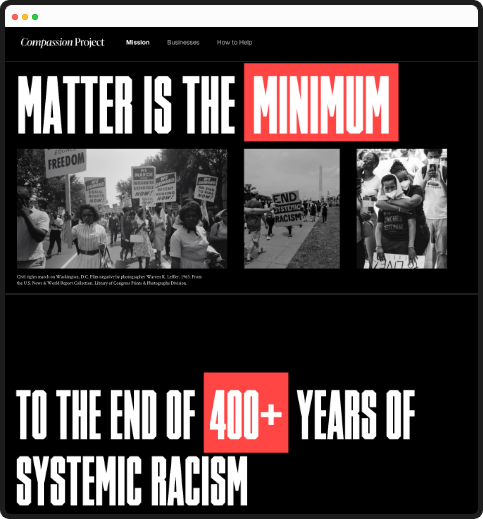 Compassion Project
Mission
Businesses
How to Help
MATTER IS THE MINIMUM
FREEDOM
END
SYSTEMIC
RACISM
Civil rights march on Washington, D.C. Film negative by photographer Warren K. Leffler, 1963. From
the U.S. News & World Report Collection. Library of Congress Prints & Photographs Division.
TO THE END OF 400+ YEARS OF
SYSTEMIC RACISM